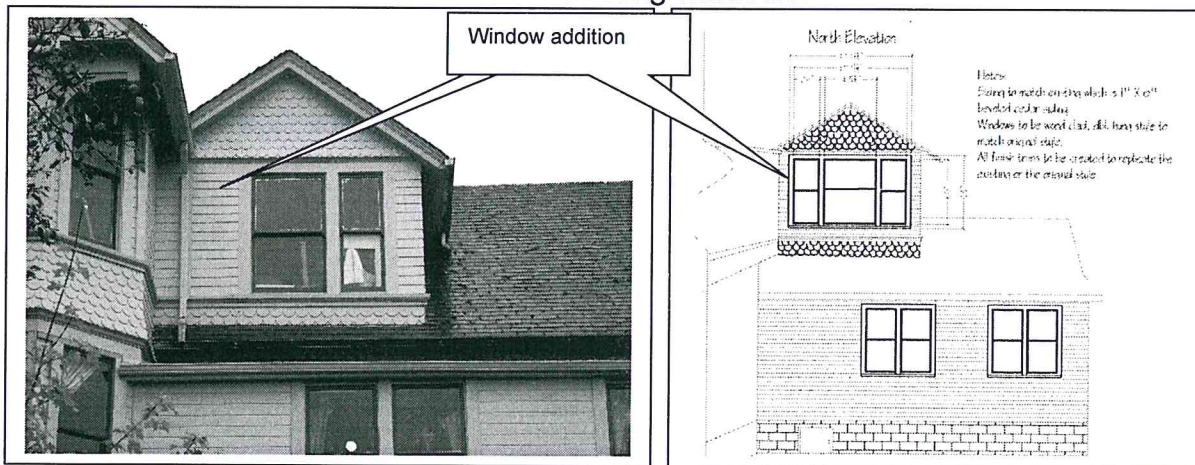 Window addition
North Elevation
Notes:
Siding to match existing which is 1" X 6"
beveled cedar siding.
Windows to be wood clad, dbl. hung style to
match original style.
All finish trims to be created to replicate the
existing or the original style.